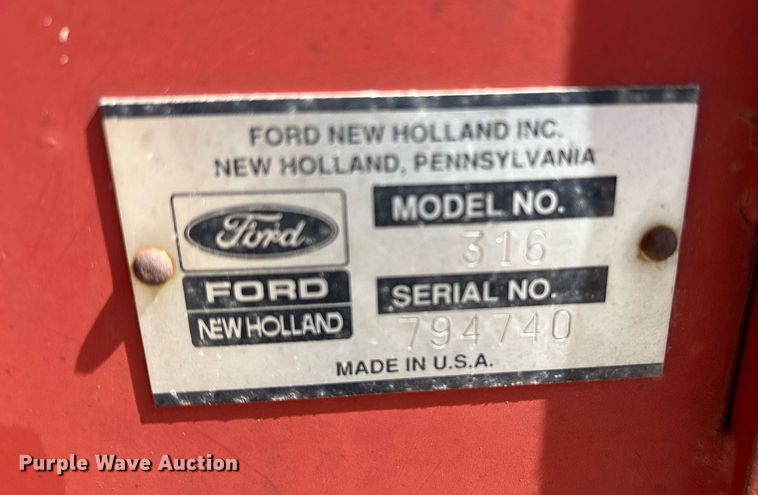 FORD NEW HOLLAND INC.
NEW HOLLAND, PENNSYLVANIA
Ford
FORD
NEW HOLLAND
MODEL NO.
316
SERIAL NO.
794740
MADE IN U.S.A.
Purple Wave Auction